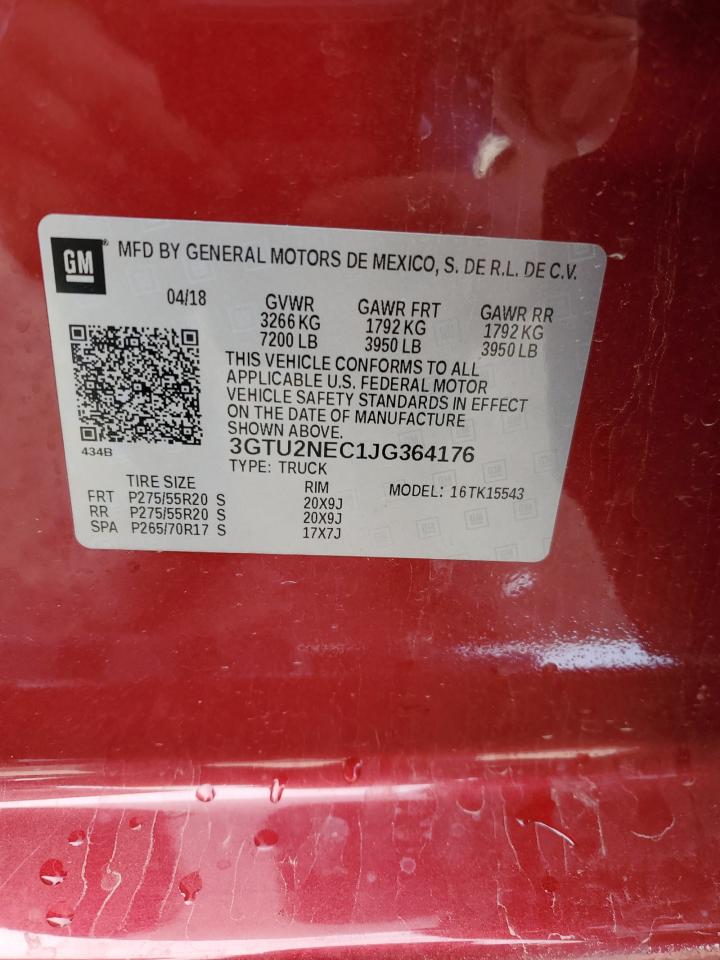 GM ® MFD BY GENERAL MOTORS DE MEXICO, S. DE R.L. DE C.V.
04/18 GVWR GAWR FRT GAWR RR
3266 KG 1792 KG 1792 KG
7200 LB 3950 LB 3950 LB
THIS VEHICLE CONFORMS TO ALL
APPLICABLE U.S. FEDERAL MOTOR
VEHICLE SAFETY STANDARDS IN EFFECT
ON THE DATE OF MANUFACTURE
SHOWN ABOVE.
434B 3GTU2NEC1JG364176
TYPE: TRUCK
TIRE SIZE RIM MODEL: 16TK15543
FRT P275/55R20 S 20X9J
RR P275/55R20 S 20X9J
SPA P265/70R17 S 17X7J